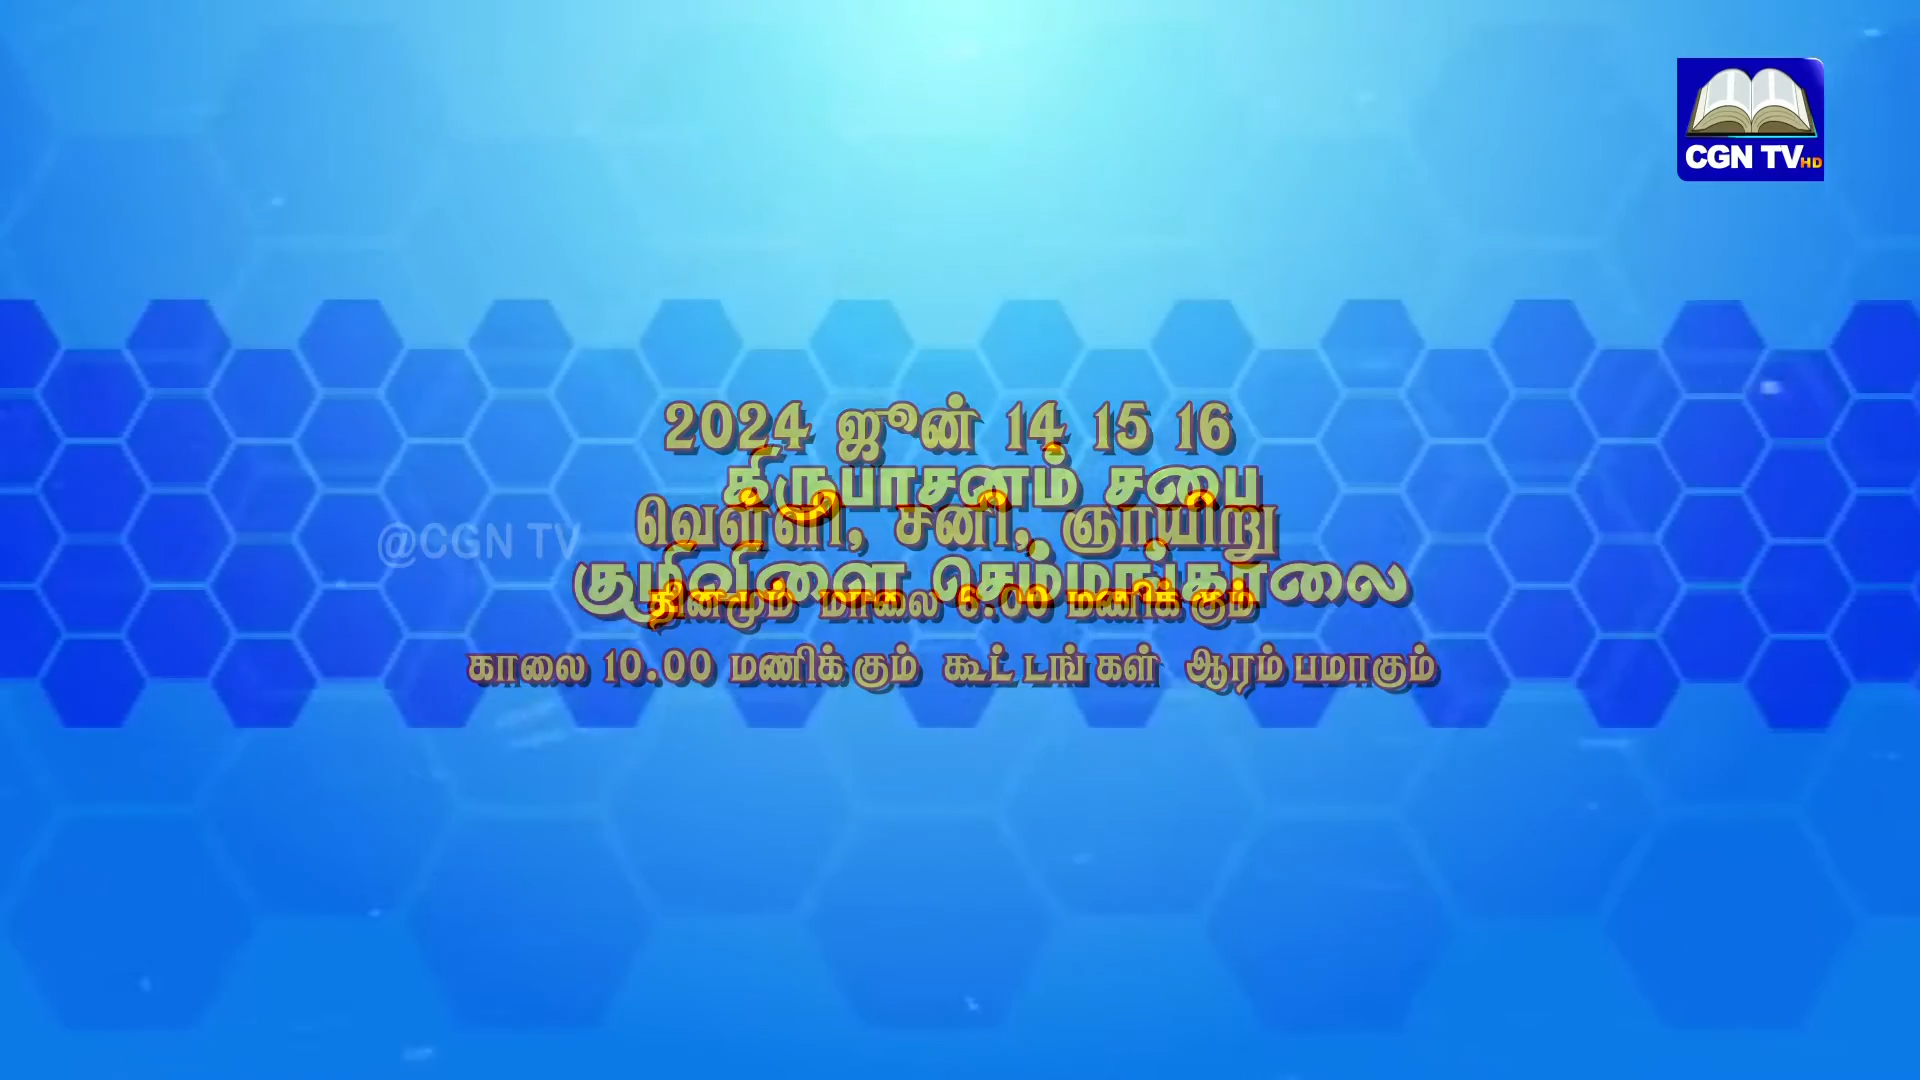 CGN TV HD
2024 ஜூன் 14 15 16
கிருபாசனம் சபை
வெள்ளி, சனி, ஞாயிறு
@CGN TV
குழிவிளை செம்மங்காலை
தினமும் மாலை 6.00 மணிக்கும்
காலை 10.00 மணிக்கும் கூட்டங்கள் ஆரம்பமாகும்